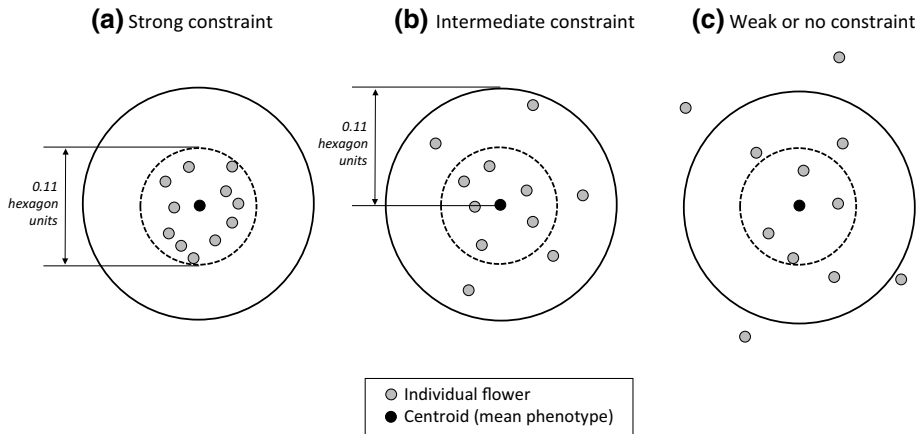 (a) Strong constraint
(b) Intermediate constraint
(c) Weak or no constraint
0.11
hexagon
units
0.11
hexagon
units
Individual flower
Centroid (mean phenotype)